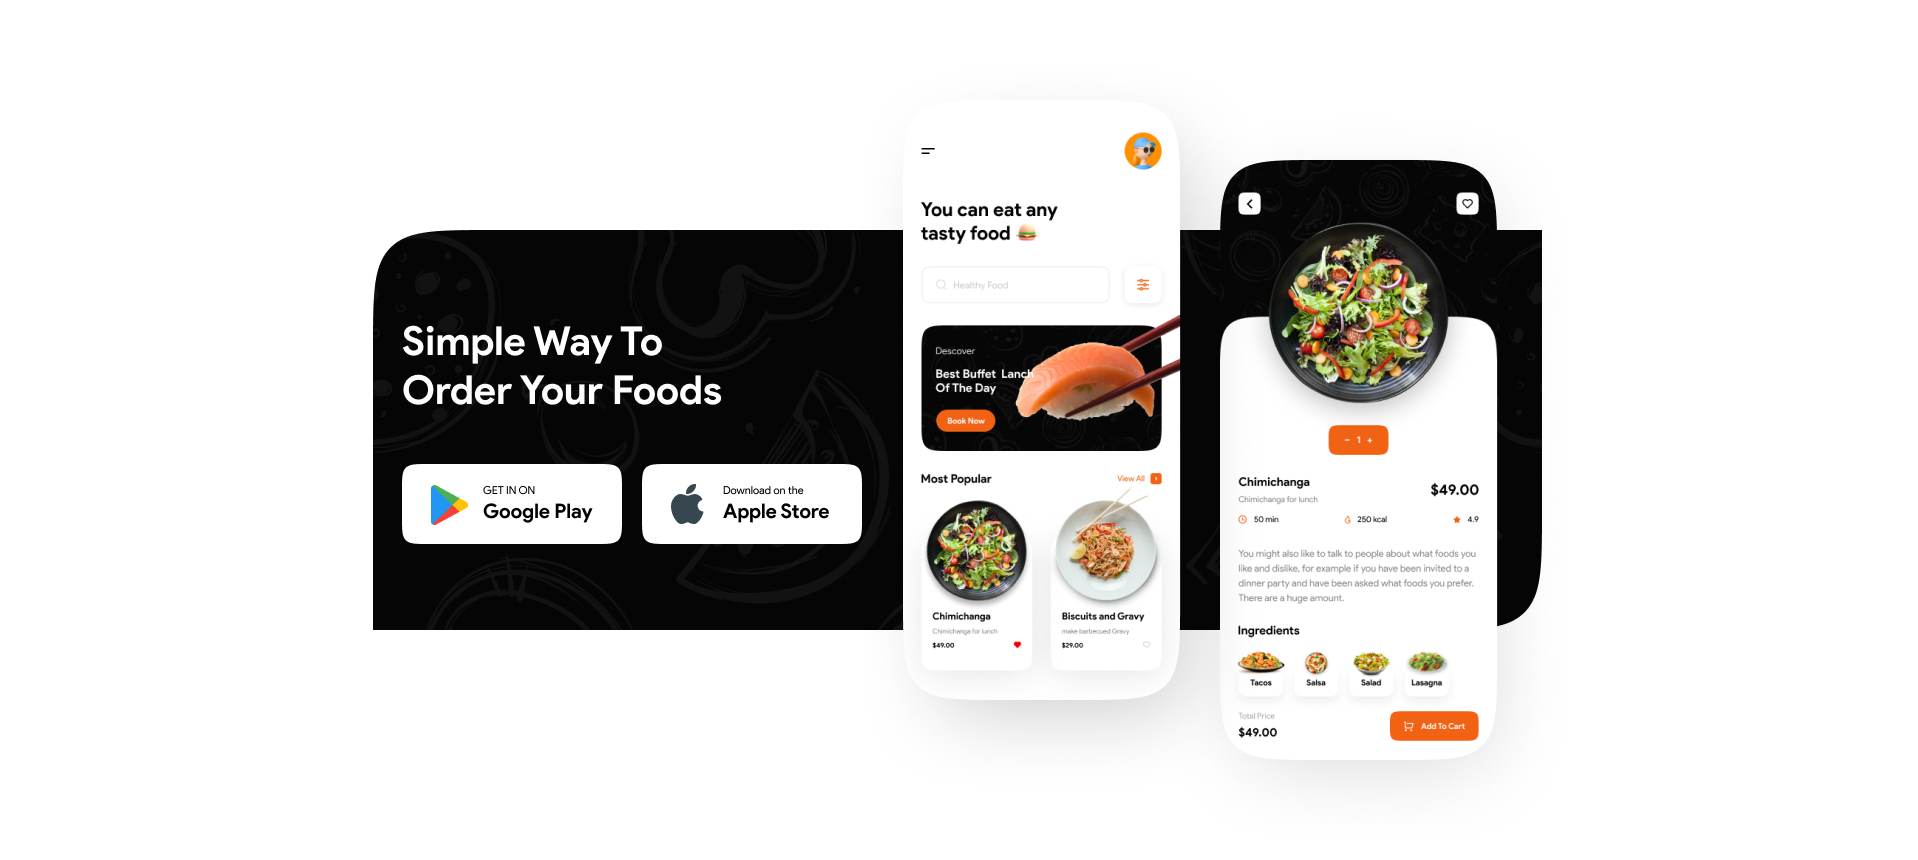 Simple Way To
Order Your Foods
GET IN ON
Google Play
Download on the
Apple Store
You can eat any
tasty food
Healthy Food
Descover
Best Buffet Lanch
Of The Day
Book Now
Most Popular
View All
Chimichanga
Chimichanga for lunch
$49.00
Biscuits and Gravy
make barbecued Gravy
$29.00
- 1 +
Chimichanga
Chimichanga for lunch
$49.00
50 min
250 kcal
4.9
You might also like to talk to people about what foods you
like and dislike, for example if you have been invited to a
dinner party and have been asked what foods you prefer.
There are a huge amount.
Ingredients
Tacos
Salsa
Salad
Lasagna
Total Price
$49.00
Add To Cart